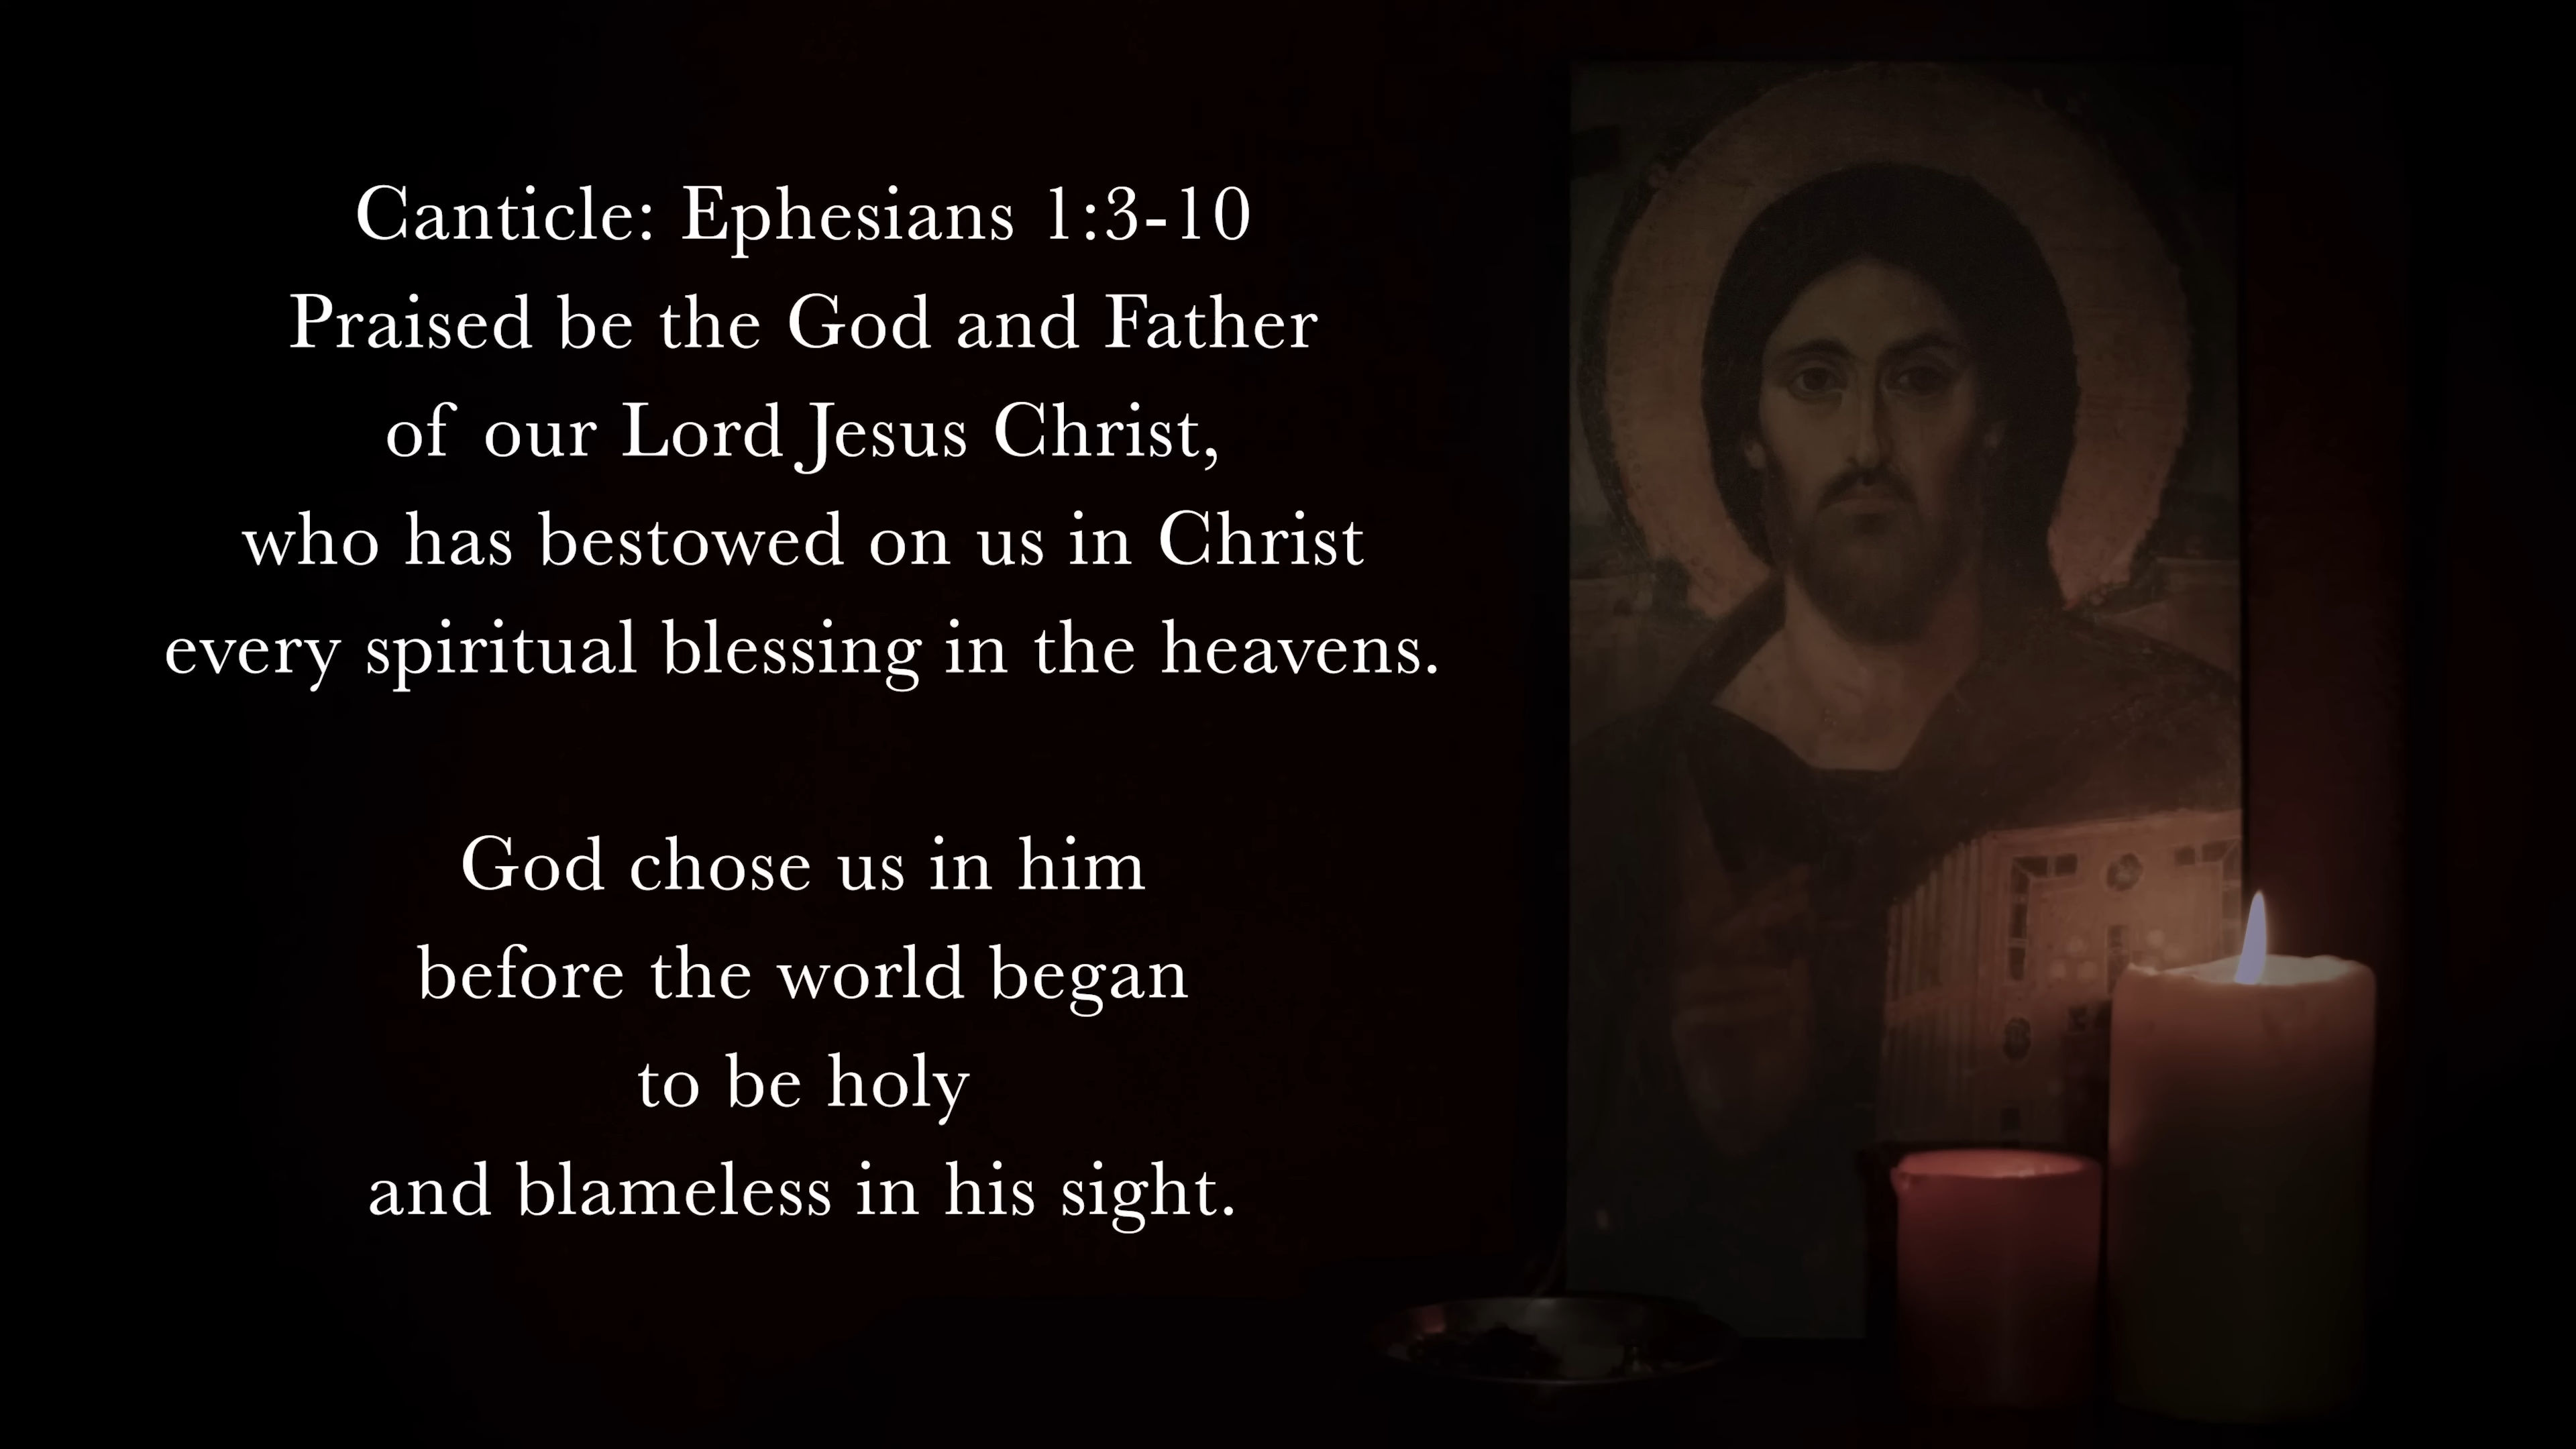 Canticle: Ephesians 1:3-10
Praised be the God and Father
of our Lord Jesus Christ,
who has bestowed on us in Christ
every spiritual blessing in the heavens.
God chose us in him
before the world began
to be holy
and blameless in his sight.